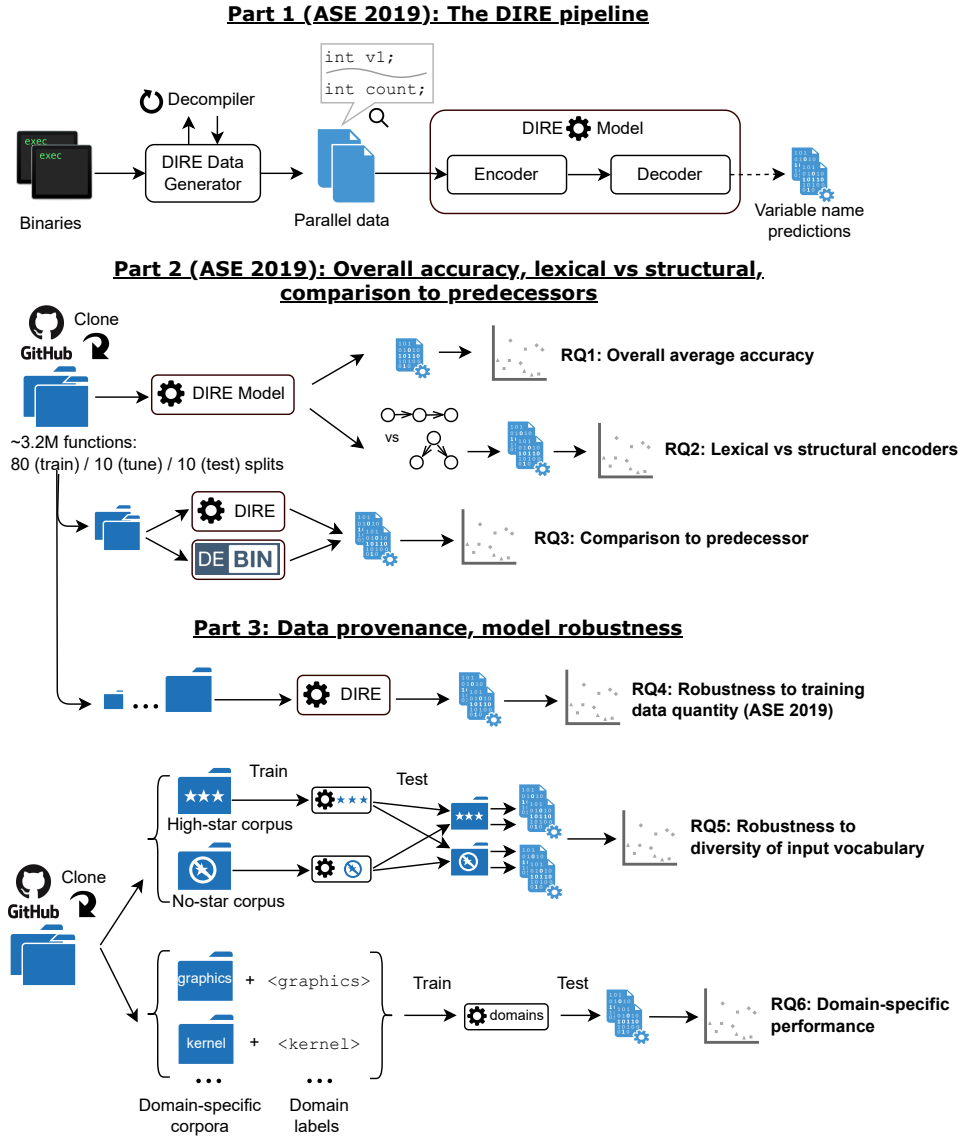 Part 1 (ASE 2019): The DIRE pipeline
int v1;
int count;
Decompiler
exec
exec
DIRE Data
Generator
DIRE Model
Encoder
Decoder
Binaries
Parallel data
Variable name
predictions
Part 2 (ASE 2019): Overall accuracy, lexical vs structural,
comparison to predecessors
Clone
GitHub
DIRE Model
RQ1: Overall average accuracy
vs
RQ2: Lexical vs structural encoders
~3.2M functions:
80 (train) / 10 (tune) / 10 (test) splits
DIRE
DEBIN
RQ3: Comparison to predecessor
Part 3: Data provenance, model robustness
...
DIRE
RQ4: Robustness to training
data quantity (ASE 2019)
Train
Test
High-star corpus
No-star corpus
RQ5: Robustness to
diversity of input vocabulary
Clone
GitHub
graphics + <graphics>
kernel + <kernel>
... ...
Domain-specific
corpora
Domain
labels
Train
domains
Test
RQ6: Domain-specific
performance